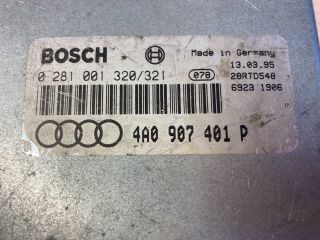 BOSCH
Made in Germany
0 281 001 320/321
078
13.03.95
28RTD548
6923 1906
4A0 907 401 P